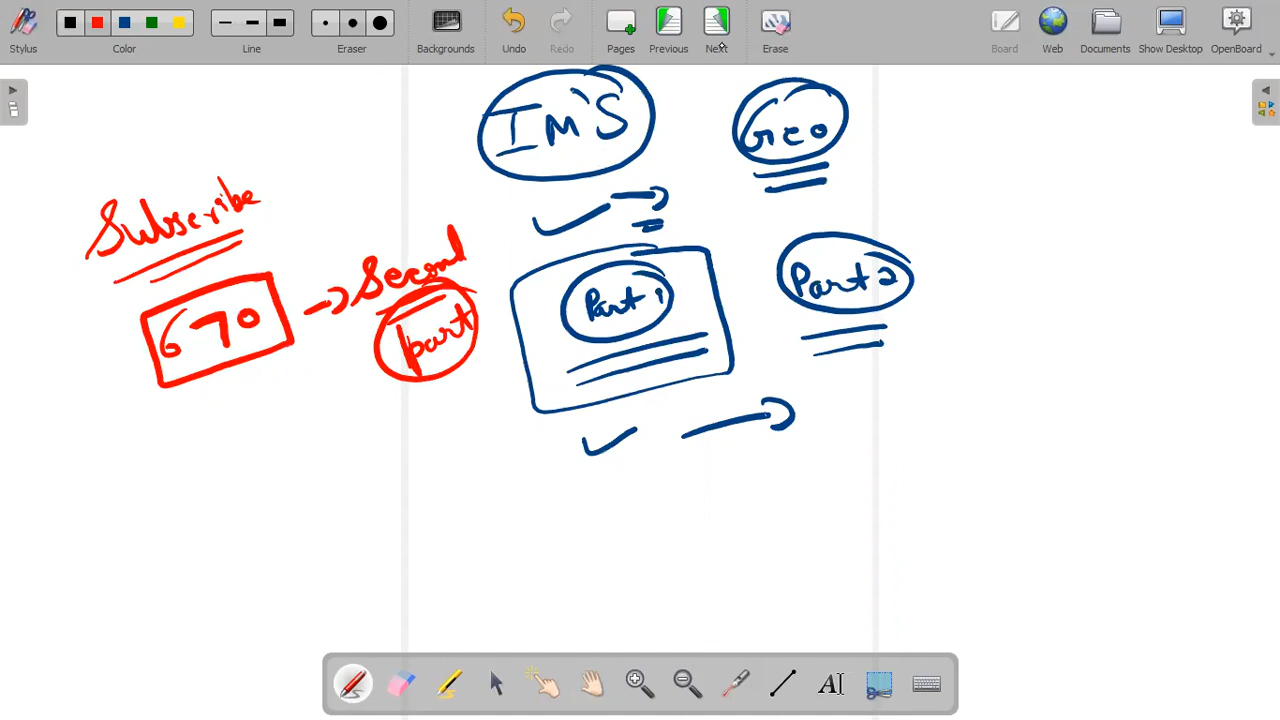 Stylus
Color
Line
Eraser
Backgrounds
Undo
Redo
Pages
Previous
Next
Erase
Board
Web
Documents
Show Desktop
OpenBoard
IM'S
Geo
Subscribe
670
Second
part
Part 1
Part 2